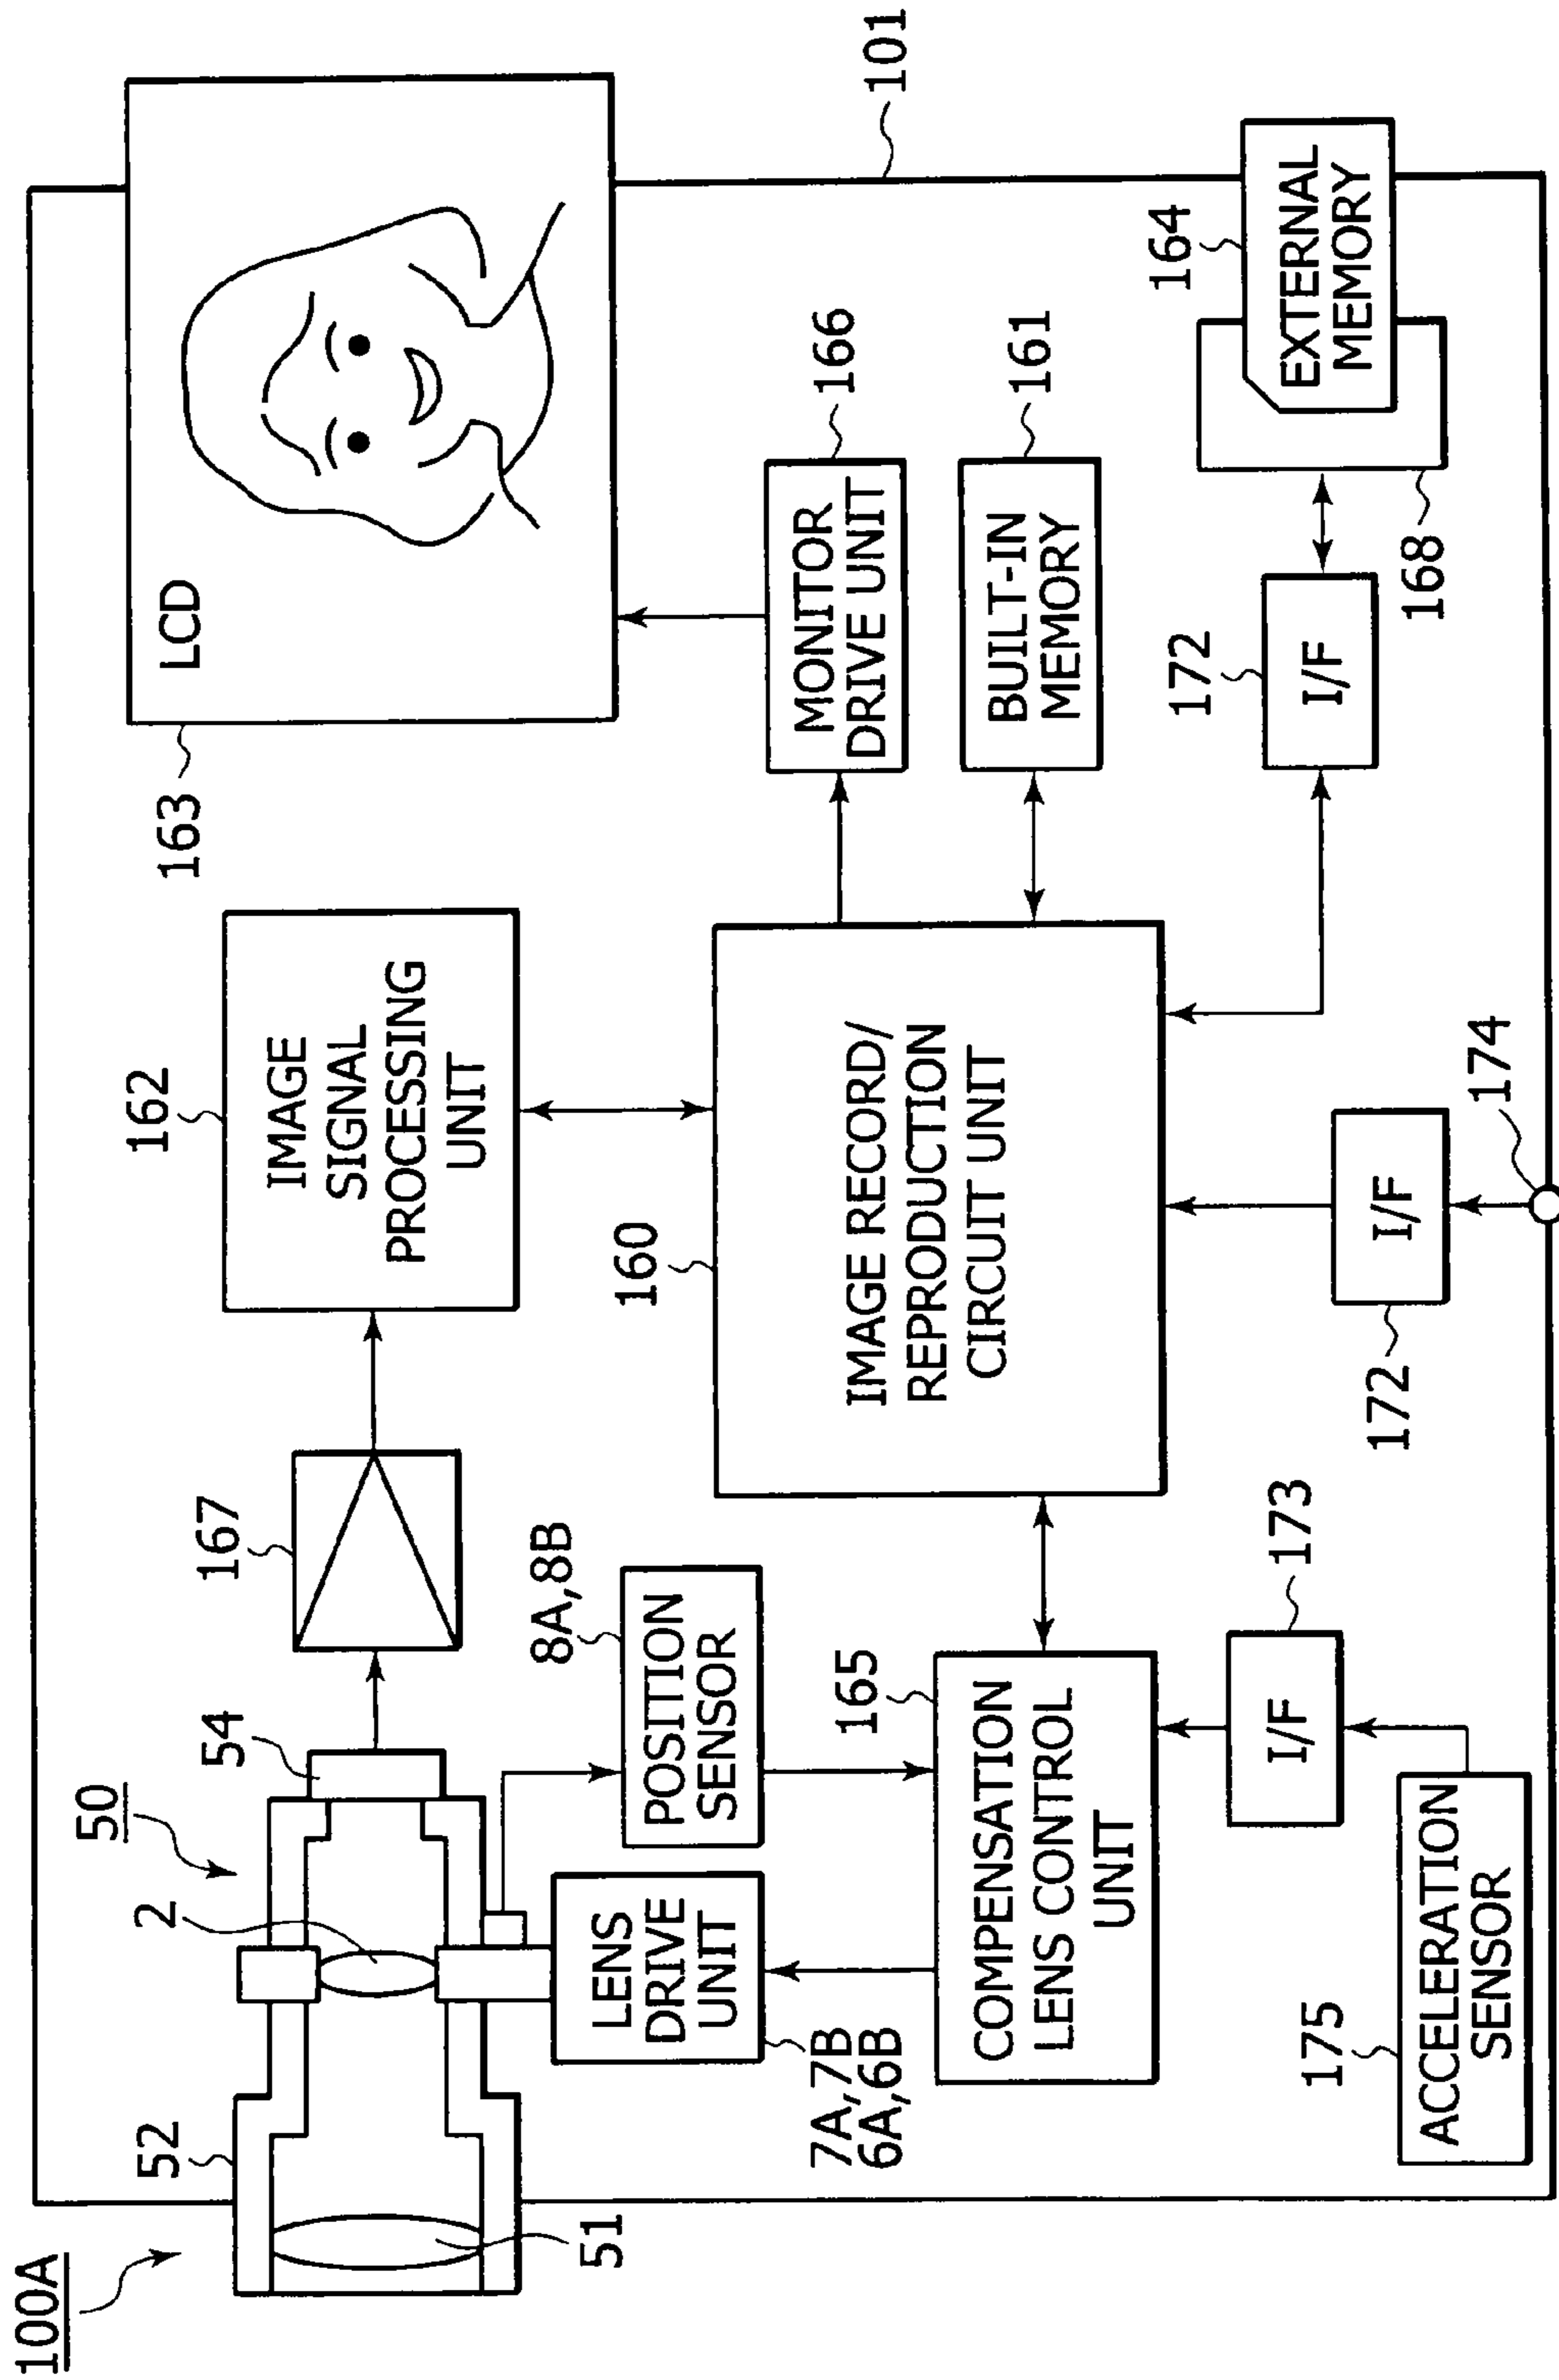 100A
52
51
2
50
54
167
162
IMAGE
SIGNAL
PROCESSING
UNIT
163
LCD
101
LENS
DRIVE
UNIT
7A,7B
6A,6B
8A,8B
POSITION
SENSOR
160
IMAGE RECORD/
REPRODUCTION
CIRCUIT UNIT
MONITOR
DRIVE UNIT
166
BUILT-IN
MEMORY
161
165
COMPENSATION
LENS CONTROL
UNIT
175
ACCELERATION
SENSOR
I/F
173
172
I/F
174
172
I/F
168
164
EXTERNAL
MEMORY